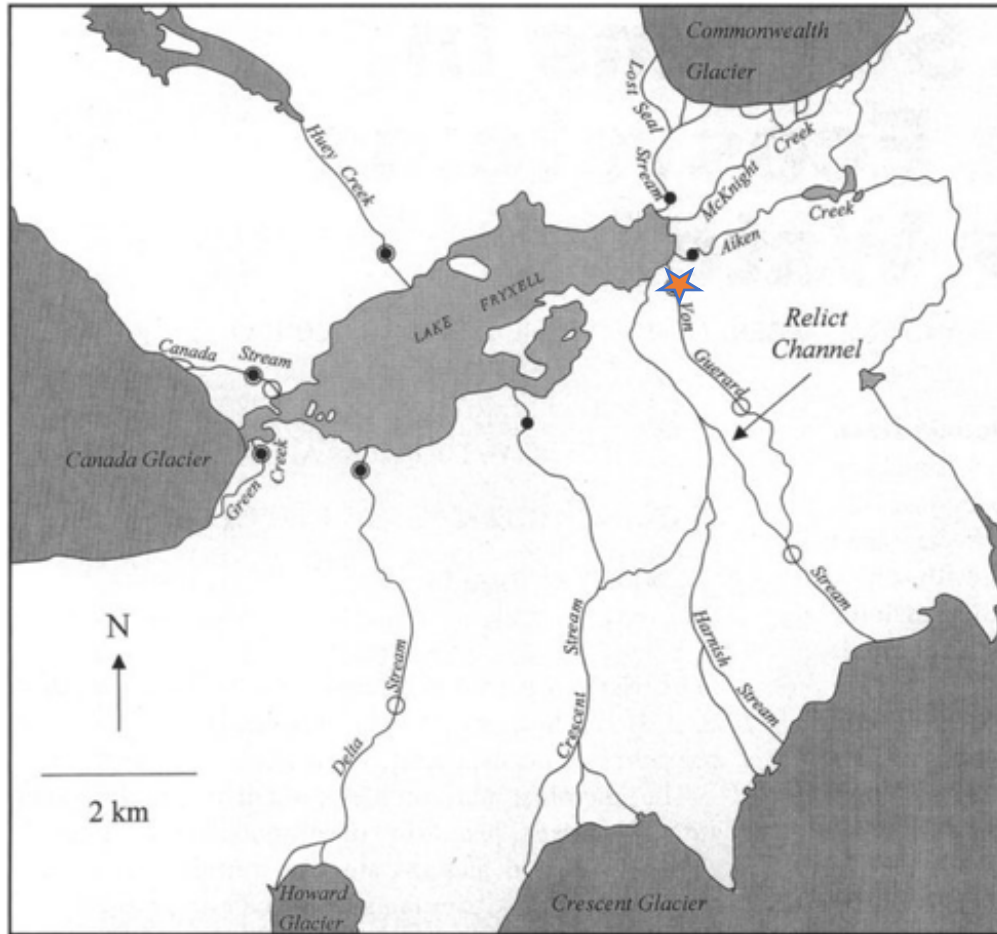 Commonwealth
Glacier
Lost Seal
Stream
Huey Creek
McKnight Creek
Aiken Creek
LAKE FRYXELL
Von Guerard Stream
Relict
Channel
Canada Stream
Canada Glacier
Green Creek
N
2 km
Delta Stream
Crescent Stream
Harnish Stream
Howard
Glacier
Crescent Glacier